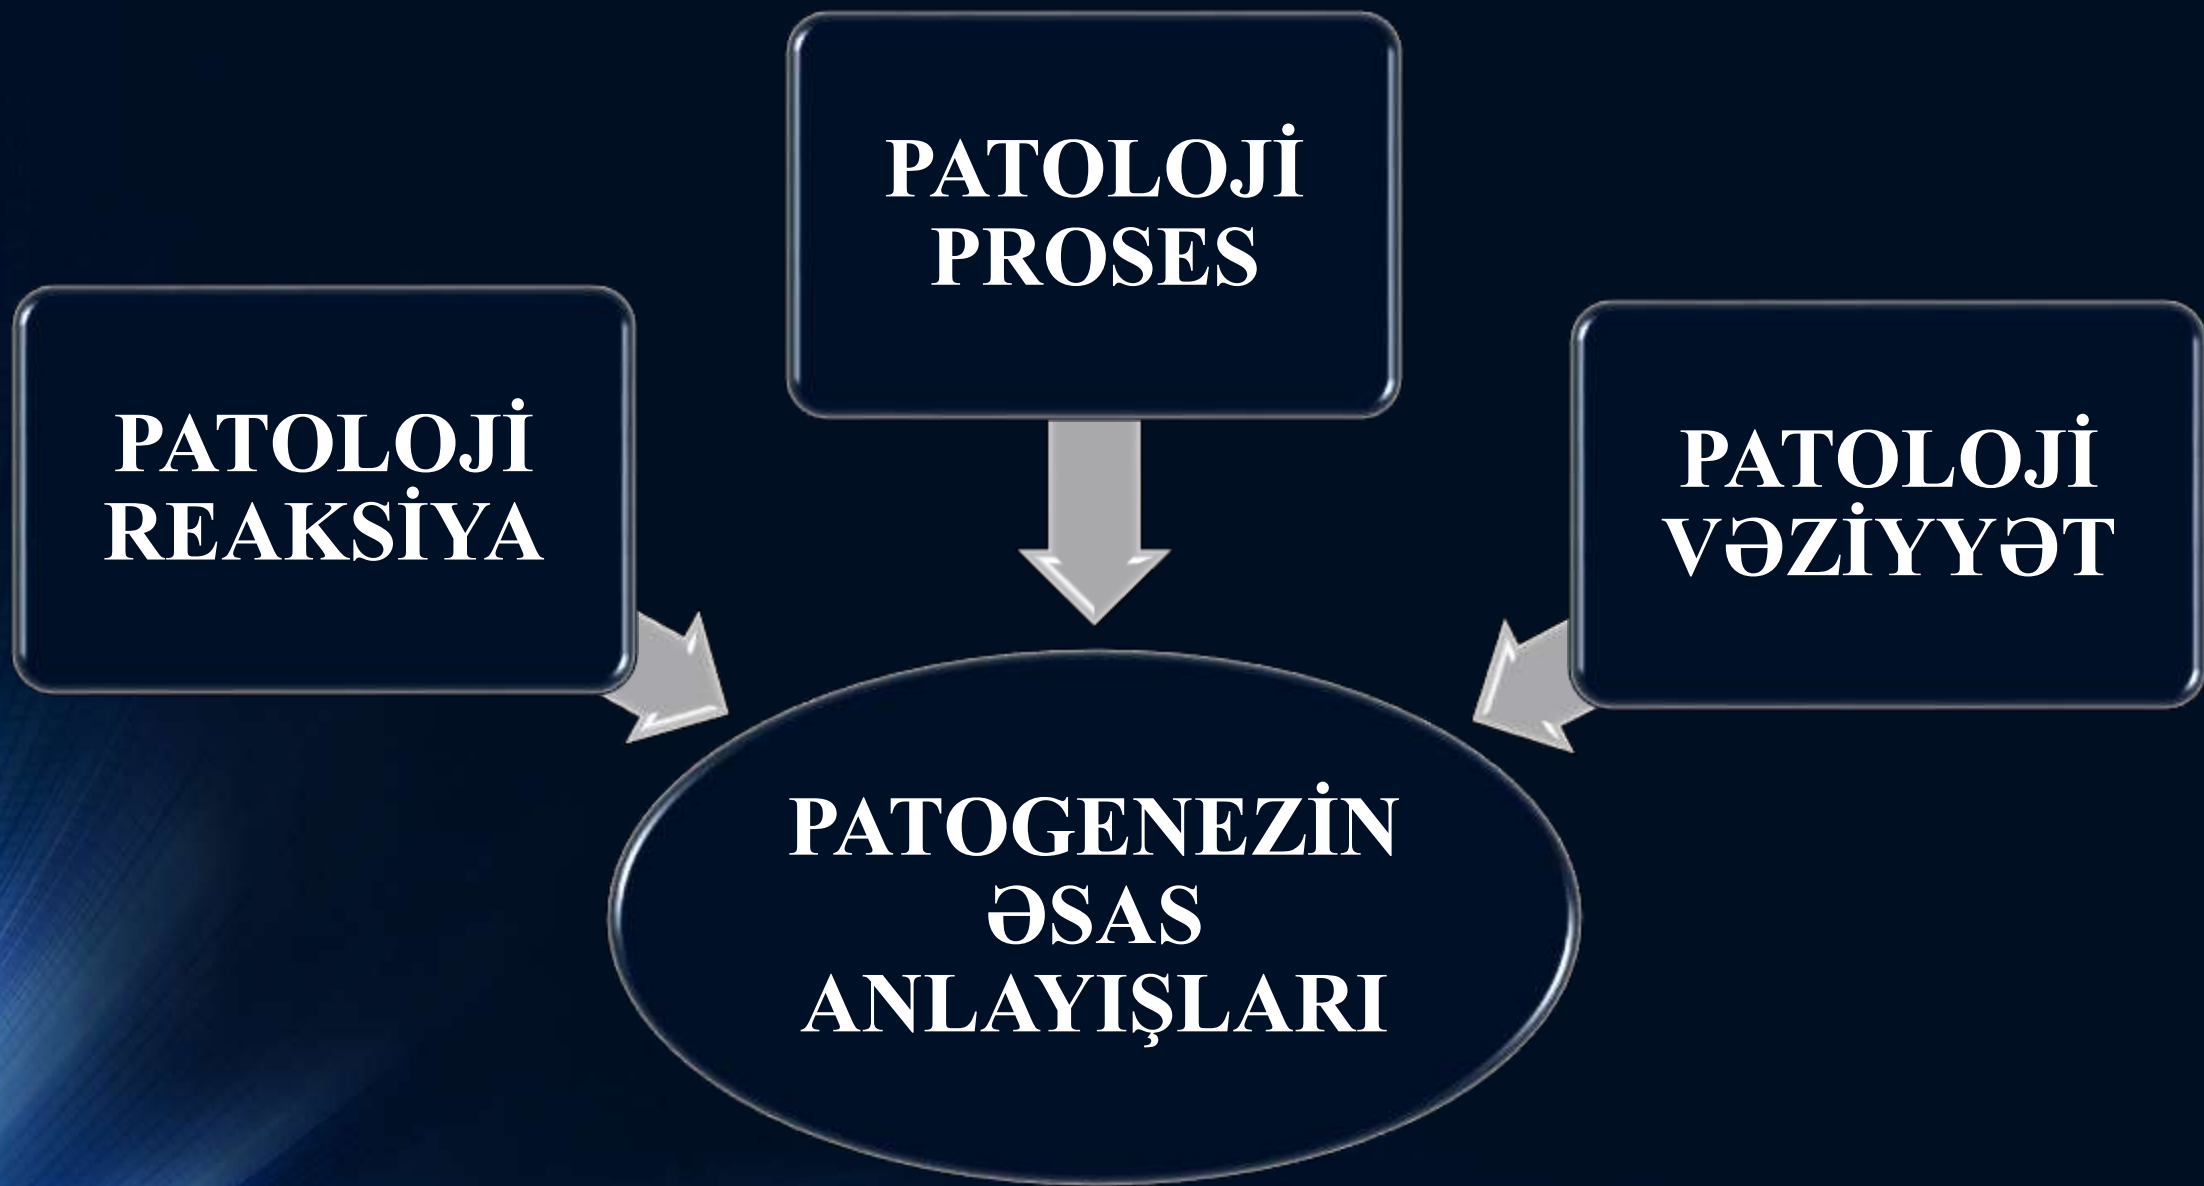 PATOLOJİ
PROSES
PATOLOJİ
REAKSİYA
PATOLOJİ
VƏZİYYƏT
PATOGENEZİN
ƏSAS
ANLAYIŞLARI